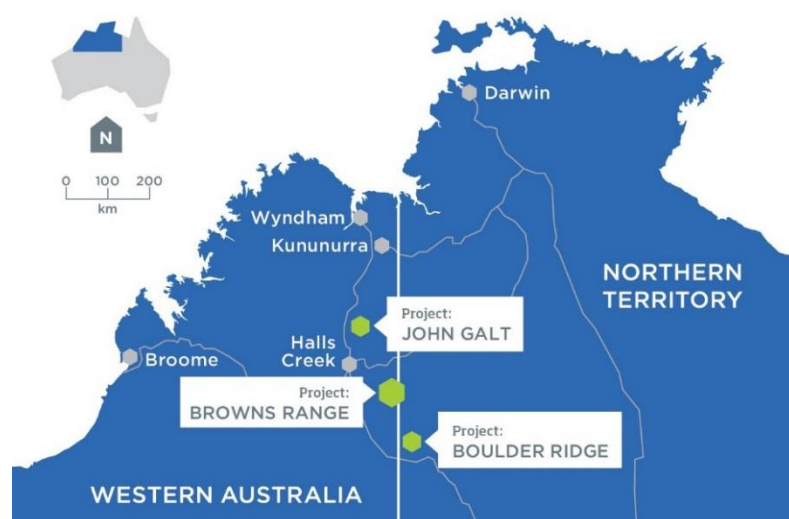 Darwin
N
0 100 200
km
Wyndham
Kununurra
NORTHERN
TERRITORY
Project:
JOHN GALT
Halls
Creek
Broome
Project:
BROWNS RANGE
Project:
BOULDER RIDGE
WESTERN AUSTRALIA